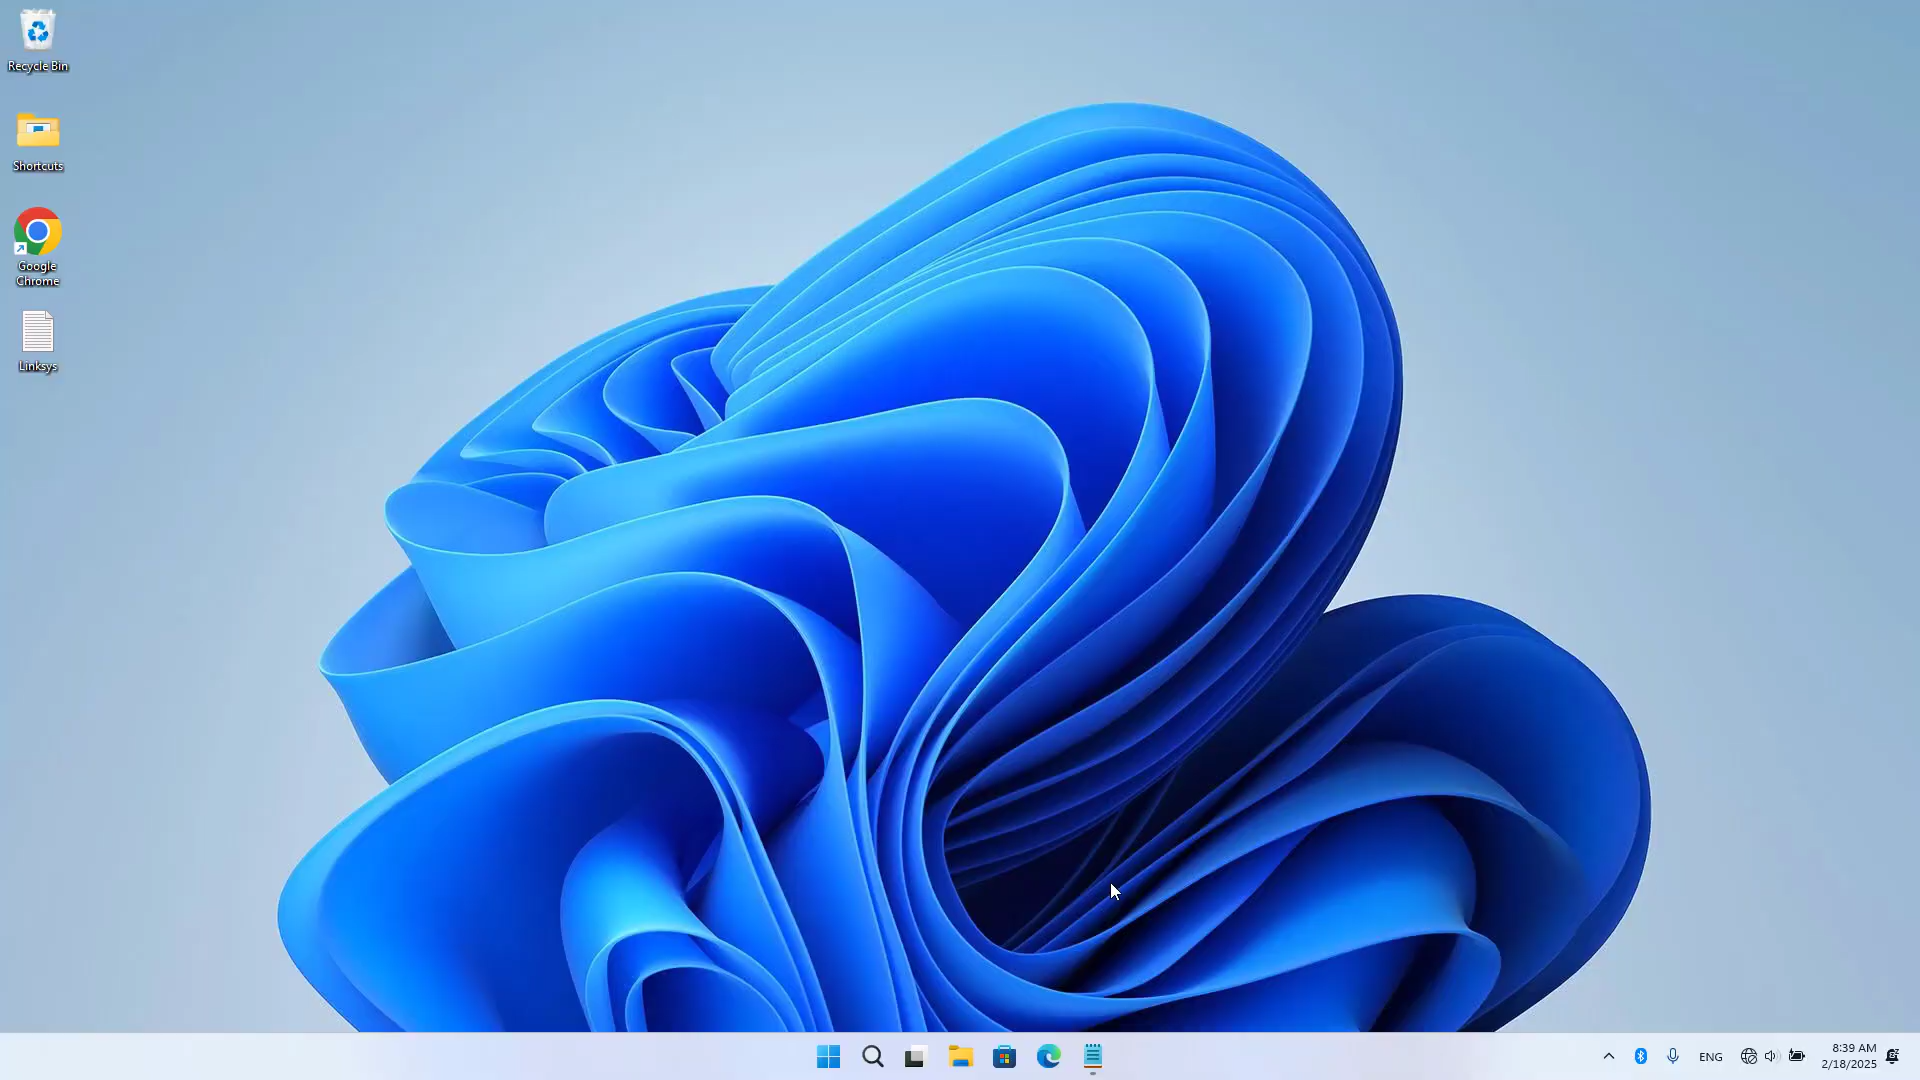 Recycle Bin
Shortcuts
Google
Chrome
Linksys
ENG
8:39 AM
2/18/2025